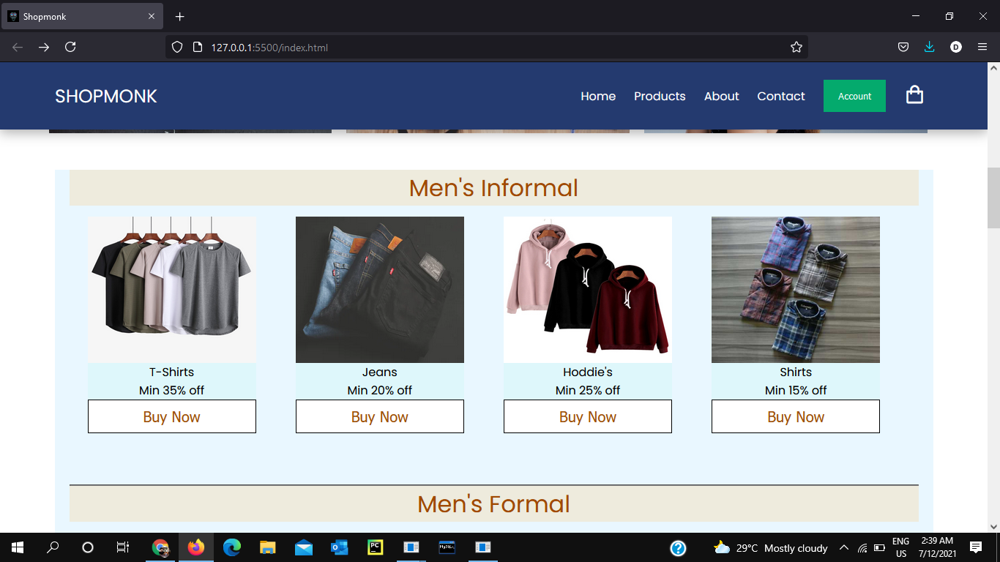 Shopmonk
127.0.0.1:5500/index.html
D
SHOPMONK
Home Products About Contact Account
Men's Informal
T-Shirts Jeans Hoddie's Shirts
Min 35% off Min 20% off Min 25% off Min 15% off
Buy Now Buy Now Buy Now Buy Now
Men's Formal
PC
MySQL
29°C Mostly cloudy
ENG
US
2:39 AM
7/12/2021